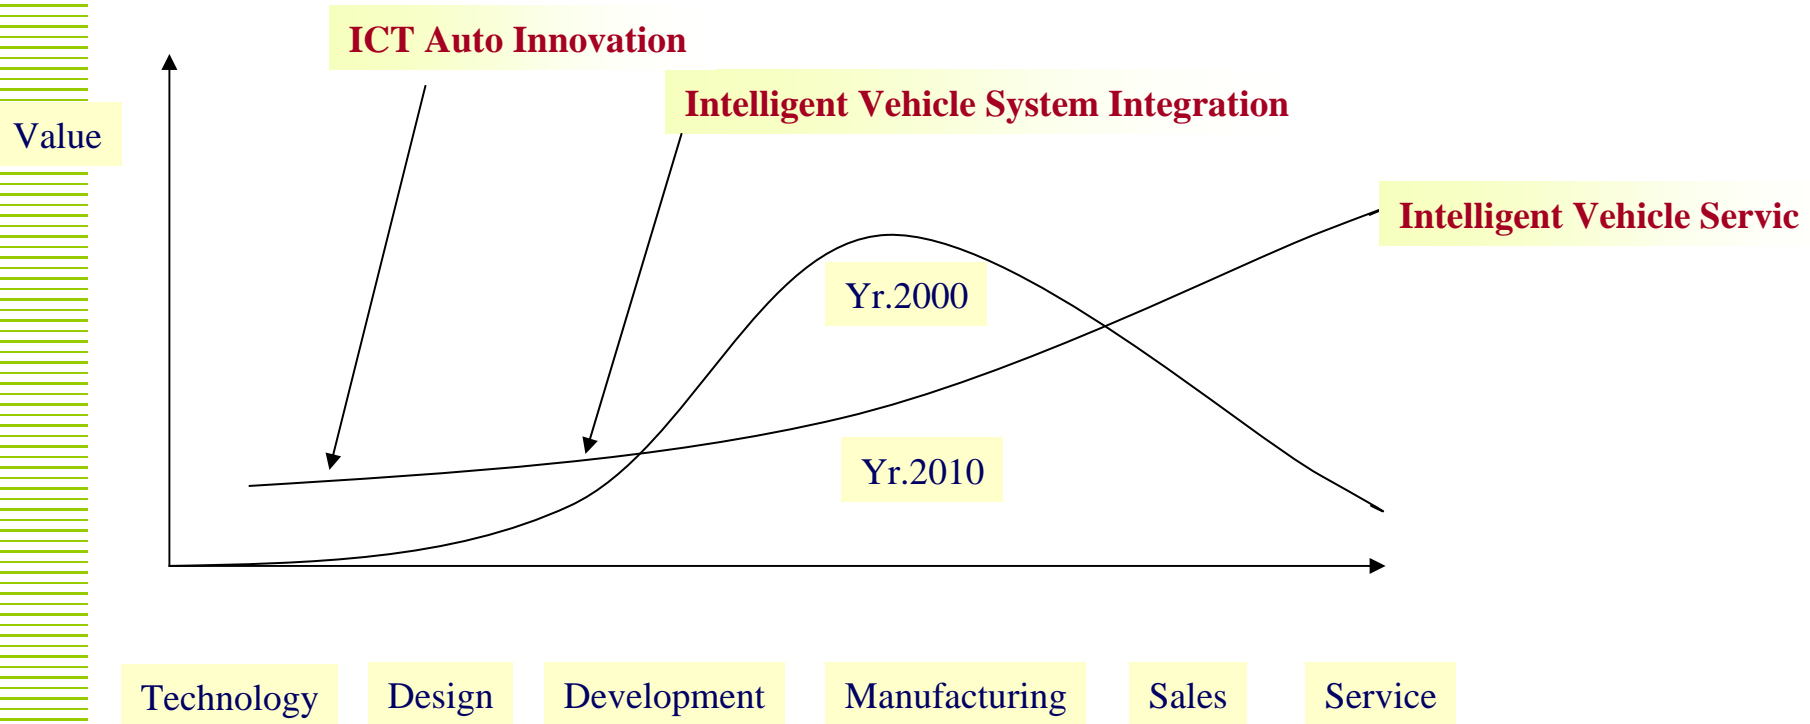 ICT Auto Innovation
Intelligent Vehicle System Integration
Value
Intelligent Vehicle Servic
Yr.2000
Yr.2010
Technology Design Development Manufacturing Sales Service